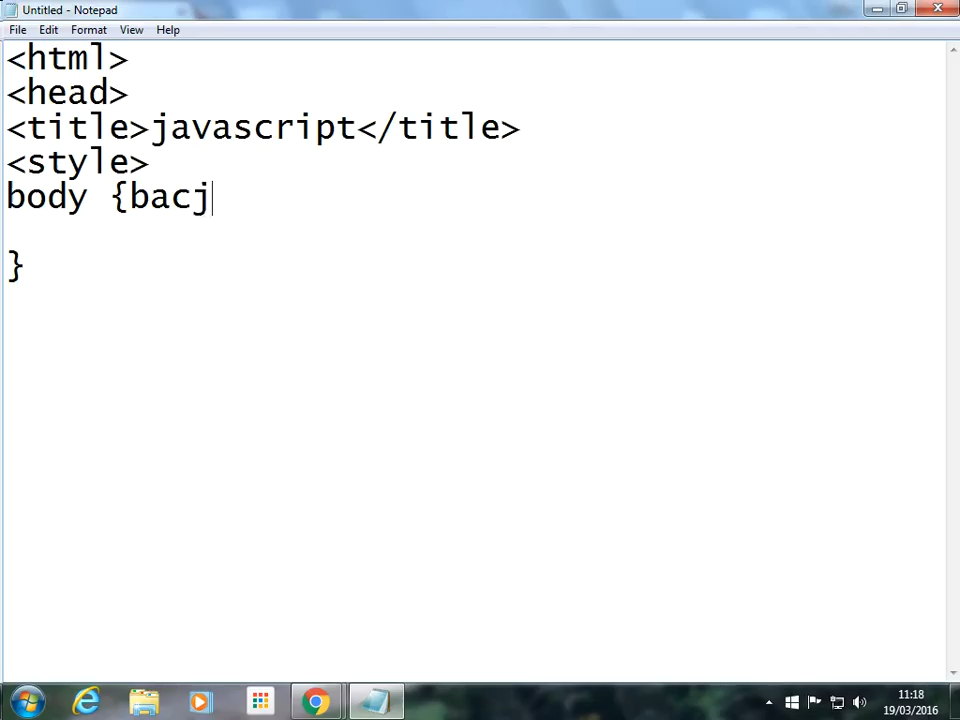 Untitled - Notepad
File Edit Format View Help
<html>
<head>
<title>javascript</title>
<style>
body {bacj
}
11:18
19/03/2016